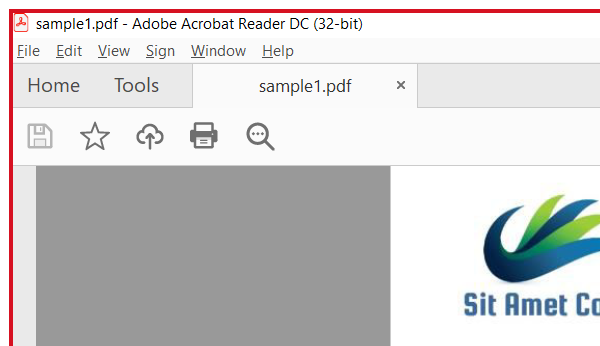 sample1.pdf - Adobe Acrobat Reader DC (32-bit)
File Edit View Sign Window Help
Home Tools sample1.pdf ×
Sit Amet Co